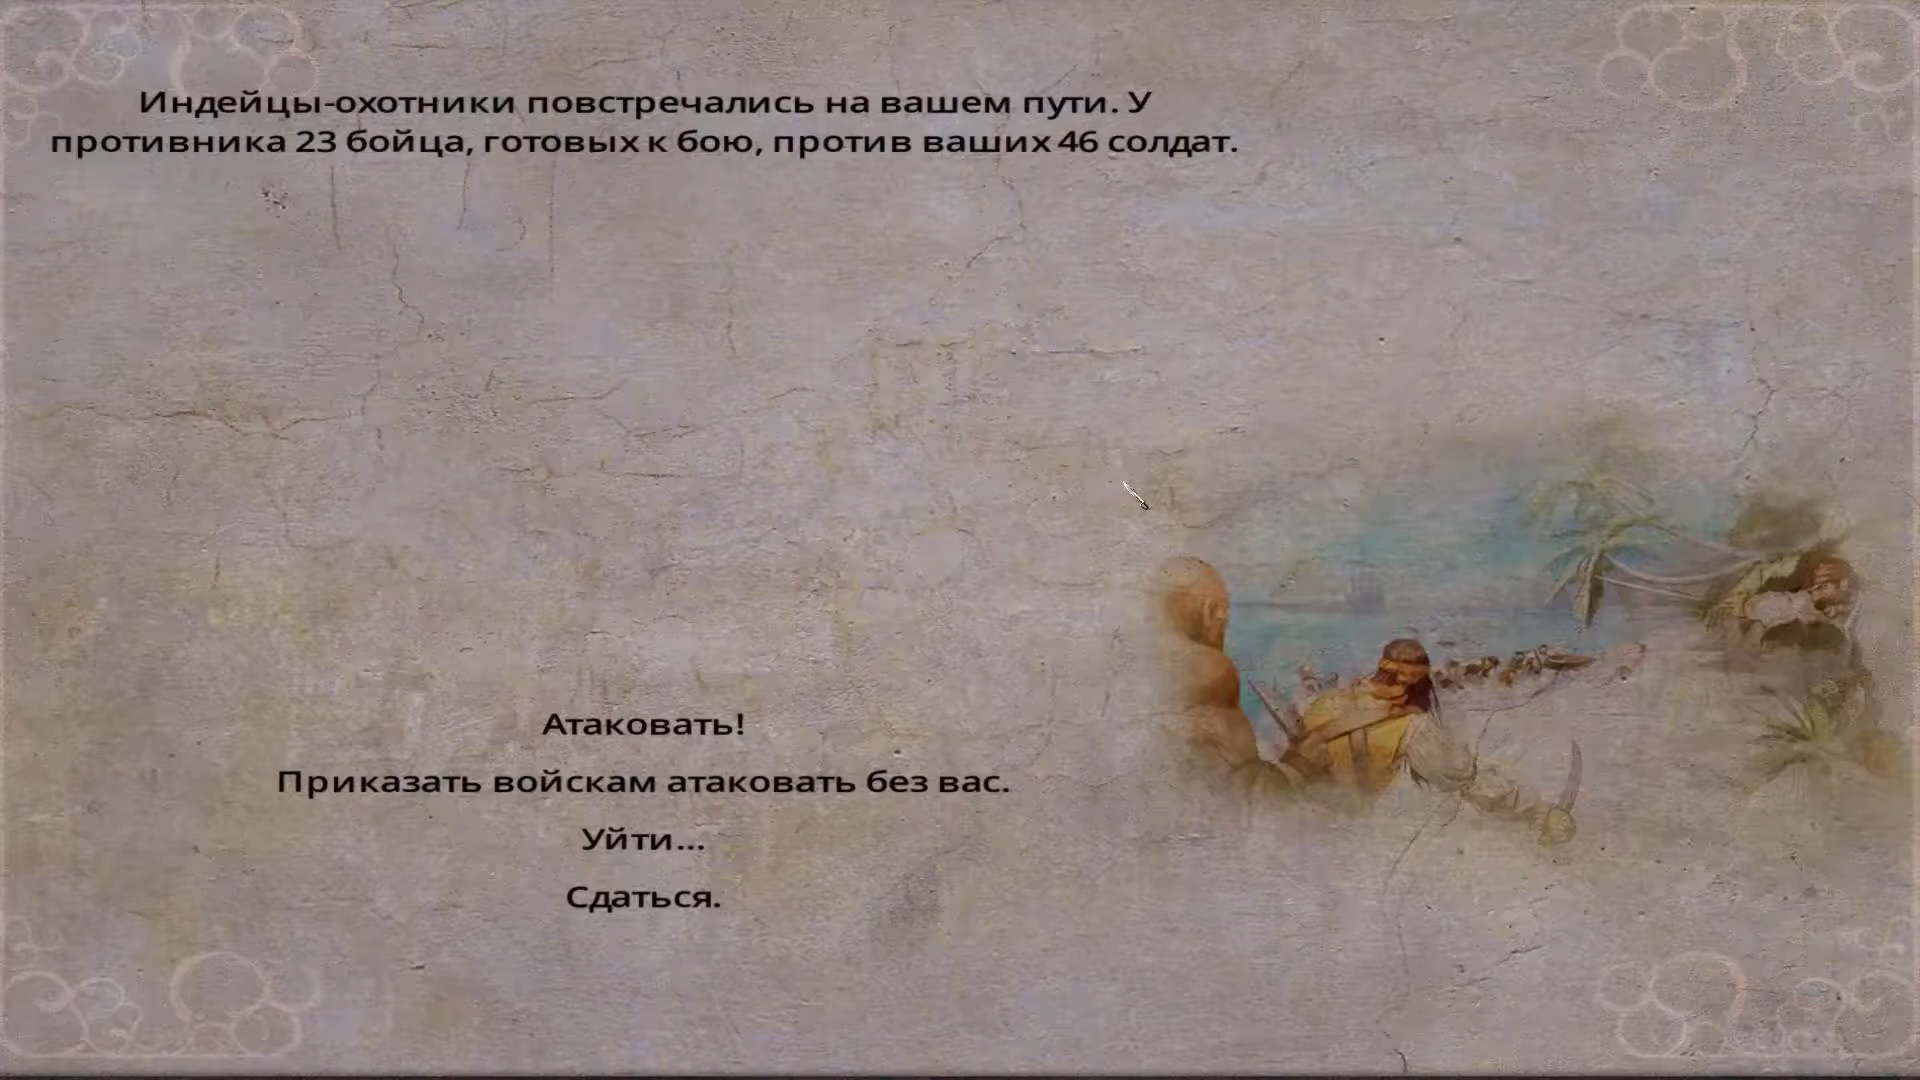 Индейцы-охотники повстречались на вашем пути. У
противника 23 бойца, готовых к бою, против ваших 46 солдат.
Атаковать!
Приказать войскам атаковать без вас.
Уйти...
Сдаться.